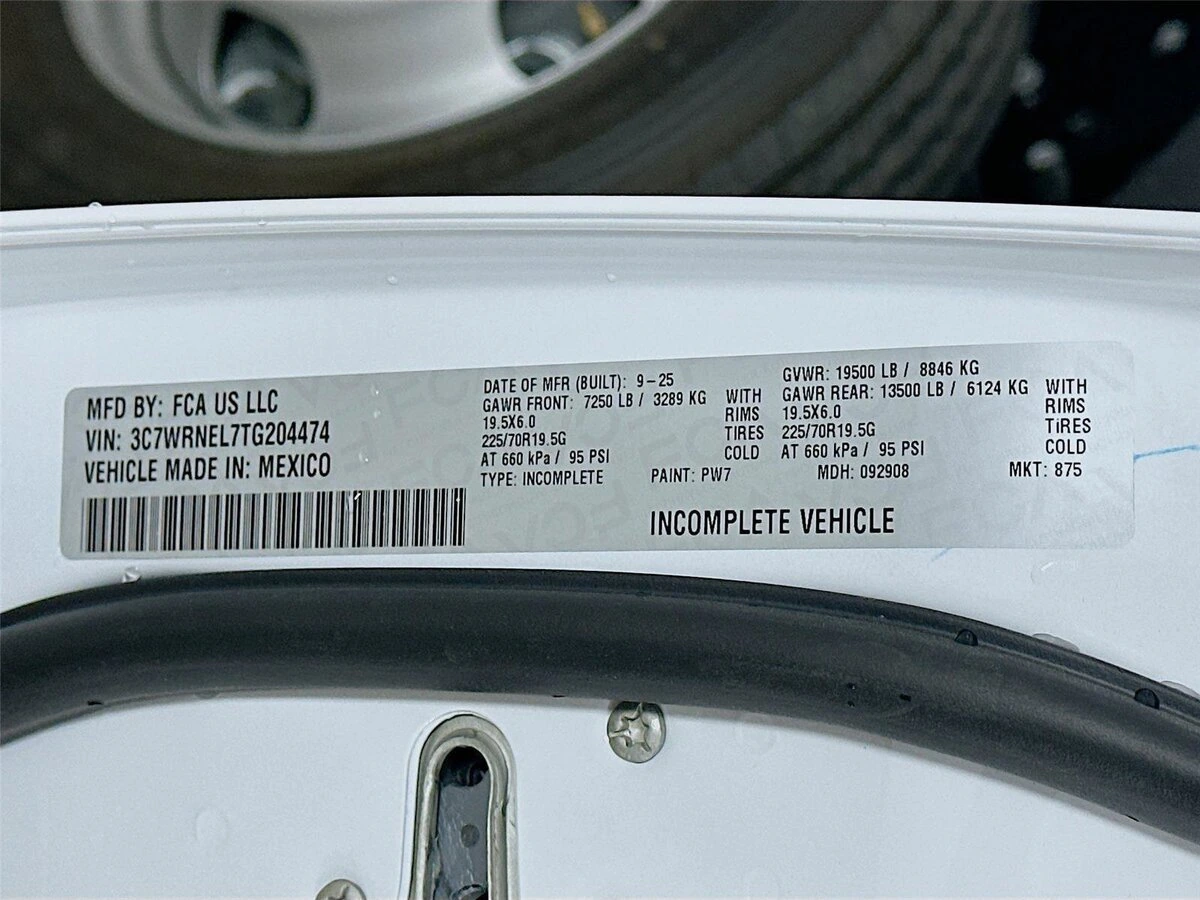 MFD BY: FCA US LLC
VIN: 3C7WRNEL7TG204474
VEHICLE MADE IN: MEXICO
DATE OF MFR (BUILT): 9-25
GAWR FRONT: 7250 LB / 3289 KG WITH
19.5X6.0 RIMS
225/70R19.5G TIRES
AT 660 kPa / 95 PSI COLD
GVWR: 19500 LB / 8846 KG
GAWR REAR: 13500 LB / 6124 KG WITH
19.5X6.0 RIMS
225/70R19.5G TiRES
AT 660 kPa / 95 PSI COLD
TYPE: INCOMPLETE PAINT: PW7 MDH: 092908 MKT: 875
INCOMPLETE VEHICLE